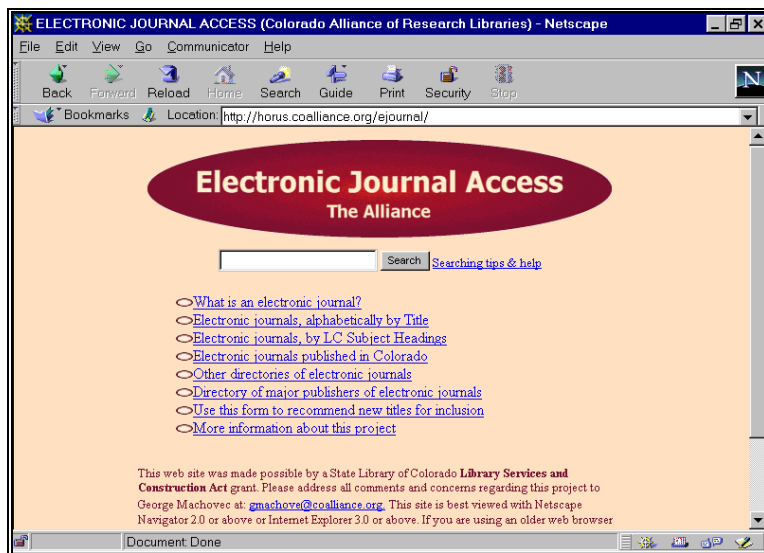 ELECTRONIC JOURNAL ACCESS (Colorado Alliance of Research Libraries) - Netscape
File Edit View Go Communicator Help
Back Forward Reload Home Search Guide Print Security Stop
N
Bookmarks Location: http://horus.coalliance.org/ejournal/
Electronic Journal Access
The Alliance
Search Searching tips & help
What is an electronic journal?
Electronic journals, alphabetically by Title
Electronic journals, by LC Subject Headings
Electronic journals published in Colorado
Other directories of electronic journals
Directory of major publishers of electronic journals
Use this form to recommend new titles for inclusion
More information about this project
This web site was made possible by a State Library of Colorado Library Services and
Construction Act grant. Please address all comments and concerns regarding this project to
George Machovec at: gmachove@coalliance.org. This site is best viewed with Netscape
Navigator 2.0 or above or Internet Explorer 3.0 or above. If you are using an older web browser
Document: Done